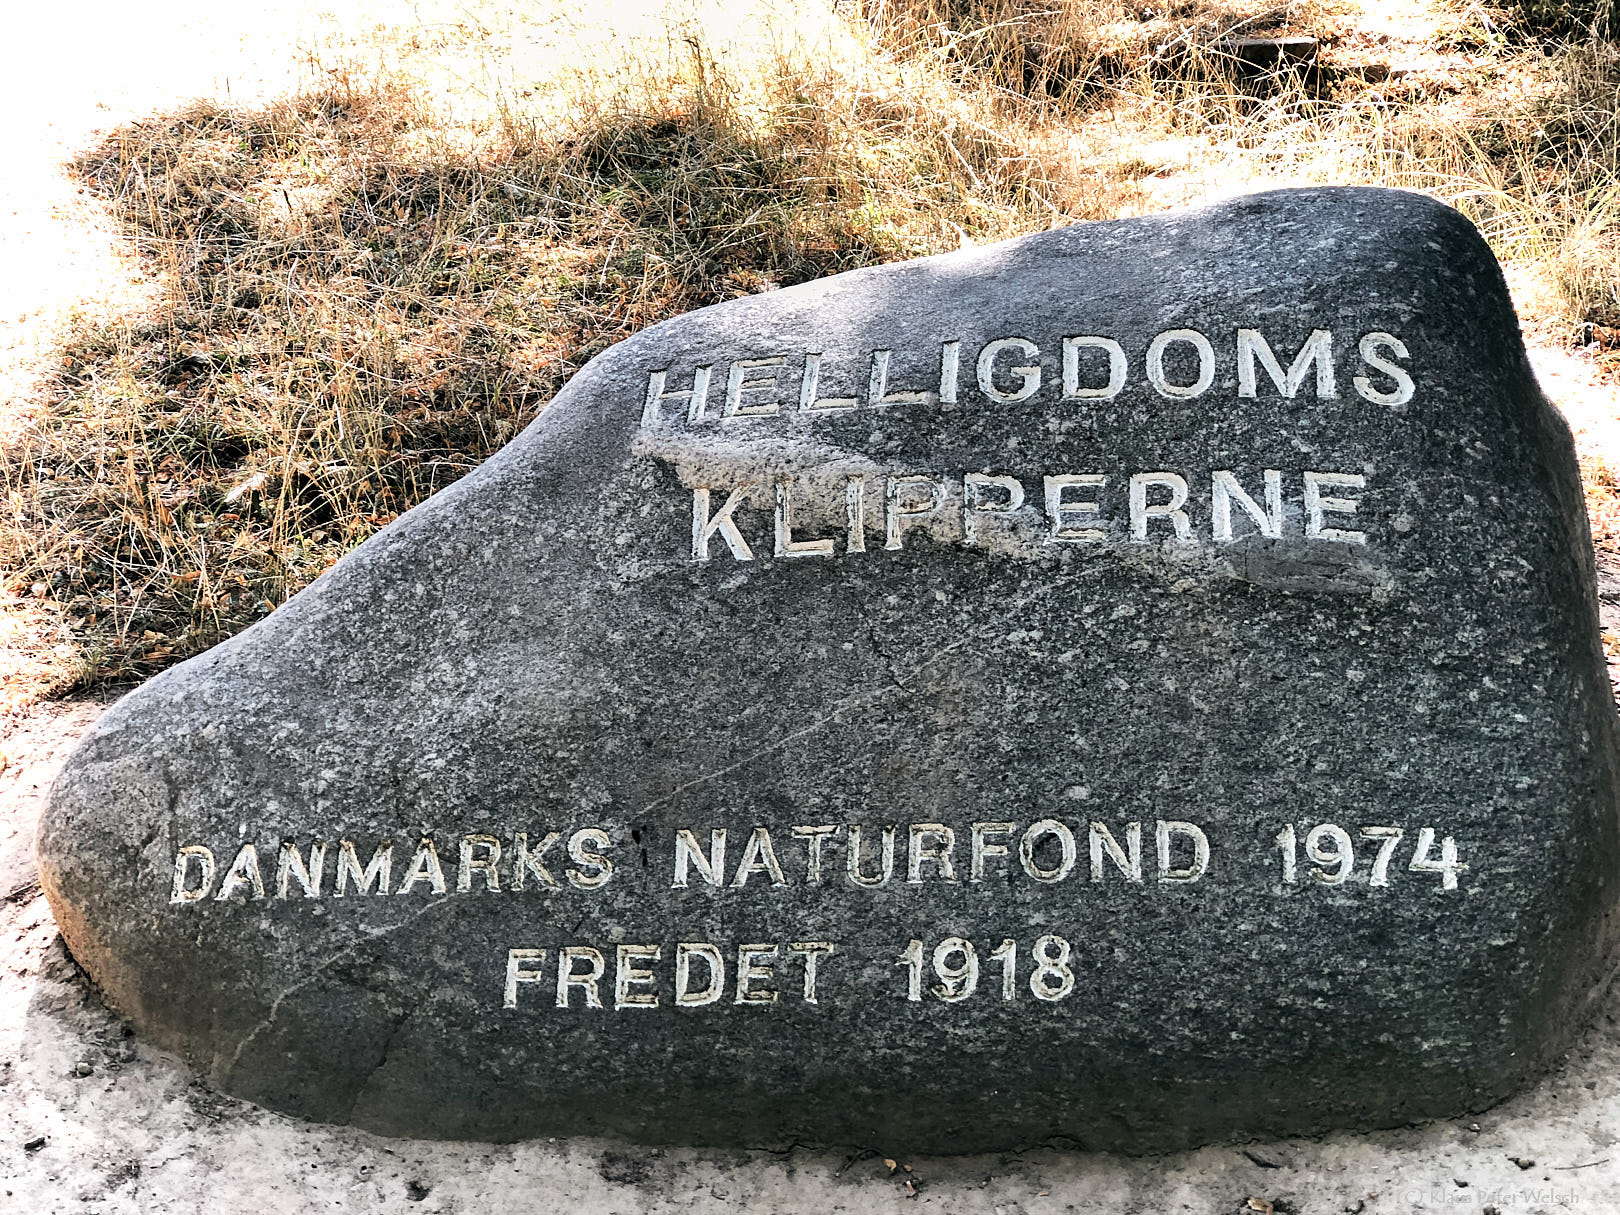 HELLIGDOMS
KLIPPERNE
DANMARKS NATURFOND 1974
FREDET 1918